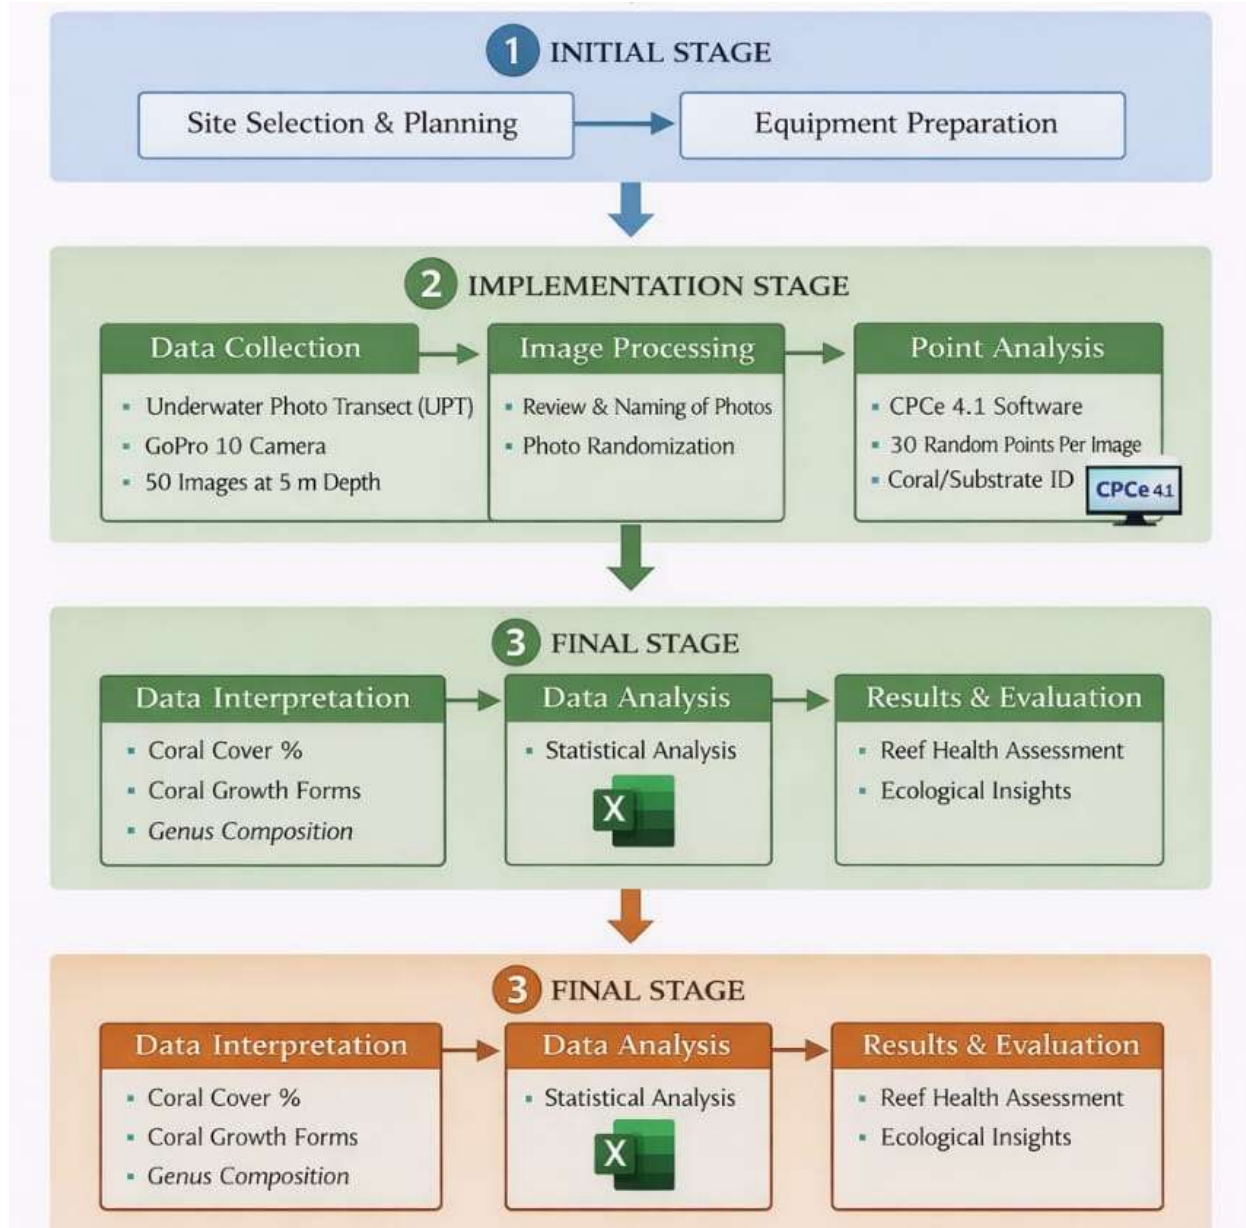 1 INITIAL STAGE
Site Selection & Planning
Equipment Preparation
2 IMPLEMENTATION STAGE
Data Collection
▪ Underwater Photo Transect (UPT)
▪ GoPro 10 Camera
▪ 50 Images at 5 m Depth
Image Processing
▪ Review & Naming of Photos
▪ Photo Randomization
Point Analysis
▪ CPCe 4.1 Software
▪ 30 Random Points Per Image
▪ Coral/Substrate ID
CPCe 41
3 FINAL STAGE
Data Interpretation
▪ Coral Cover %
▪ Coral Growth Forms
▪ Genus Composition
Data Analysis
▪ Statistical Analysis
X
Results & Evaluation
▪ Reef Health Assessment
▪ Ecological Insights
3 FINAL STAGE
Data Interpretation
▪ Coral Cover %
▪ Coral Growth Forms
▪ Genus Composition
Data Analysis
▪ Statistical Analysis
X
Results & Evaluation
▪ Reef Health Assessment
▪ Ecological Insights